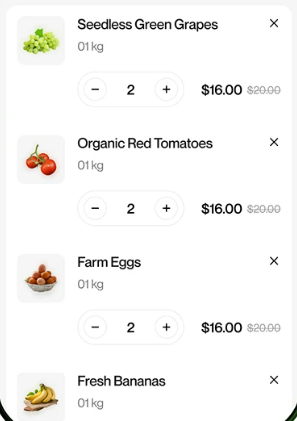 Seedless Green Grapes
01 kg
2
$16.00 $20.00
Organic Red Tomatoes
01 kg
2
$16.00 $20.00
Farm Eggs
01 kg
2
$16.00 $20.00
Fresh Bananas
01 kg